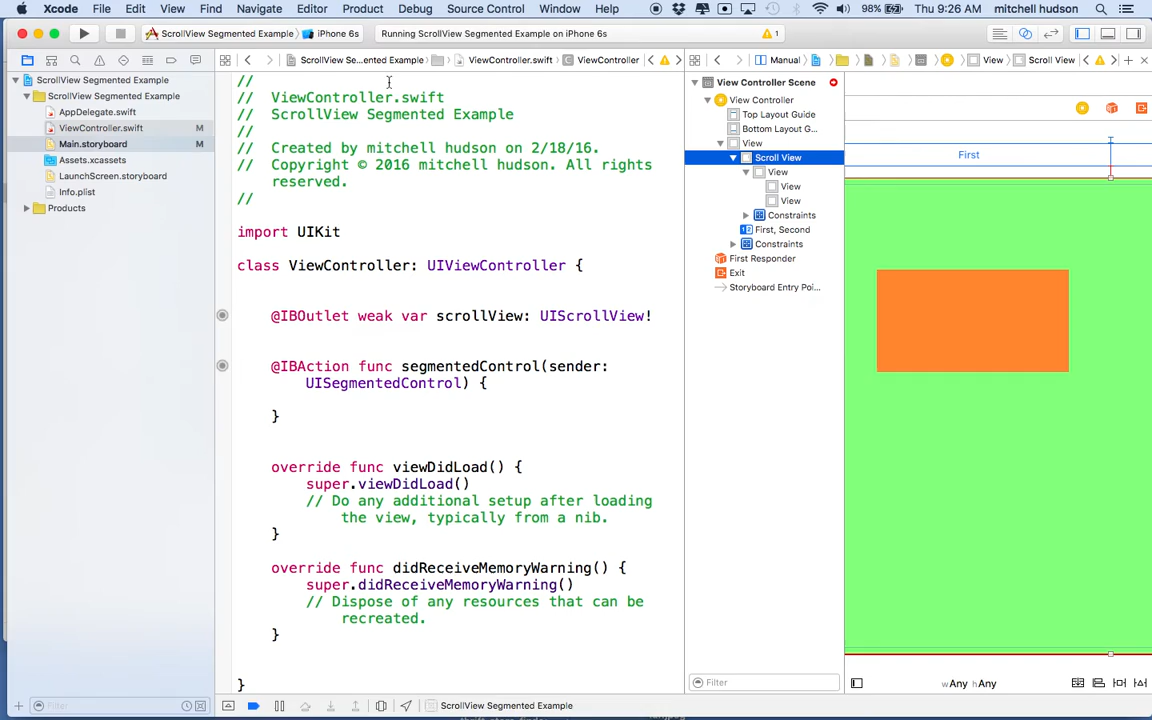 Xcode File Edit View Find Navigate Editor Product Debug Source Control Window Help 98% Thu 9:26 AM mitchell hudson
ScrollView Segmented Example iPhone 6s Running ScrollView Segmented Example on iPhone 6s 1
ScrollView Se...ented Example ViewController.swift ViewController Manual Scroll View
ScrollView Segmented Example
ScrollView Segmented Example
AppDelegate.swift
ViewController.swift M
Main.storyboard M
Assets.xcassets
LaunchScreen.storyboard
Info.plist
Products
//
// ViewController.swift
// ScrollView Segmented Example
//
// Created by mitchell hudson on 2/18/16.
// Copyright © 2016 mitchell hudson. All rights
reserved.
//
import UIKit
class ViewController: UIViewController {
@IBOutlet weak var scrollView: UIScrollView!
@IBAction func segmentedControl(sender:
UISegmentedControl) {
}
override func viewDidLoad() {
super.viewDidLoad()
// Do any additional setup after loading
the view, typically from a nib.
}
override func didReceiveMemoryWarning() {
super.didReceiveMemoryWarning()
// Dispose of any resources that can be
recreated.
}
}
View Controller Scene
View Controller
Top Layout Guide
Bottom Layout G...
View
Scroll View
View
View
View
Constraints
First, Second
Constraints
First Responder
Exit
Storyboard Entry Poi...
First
Filter
ScrollView Segmented Example
Filter
wAny hAny